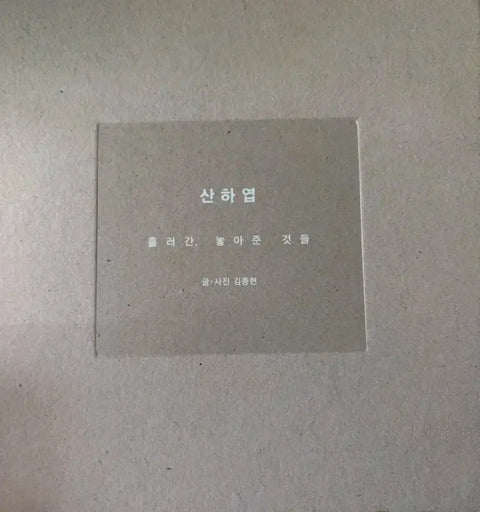 산하엽
흘러간, 놓아준 것들
글·사진 김종현